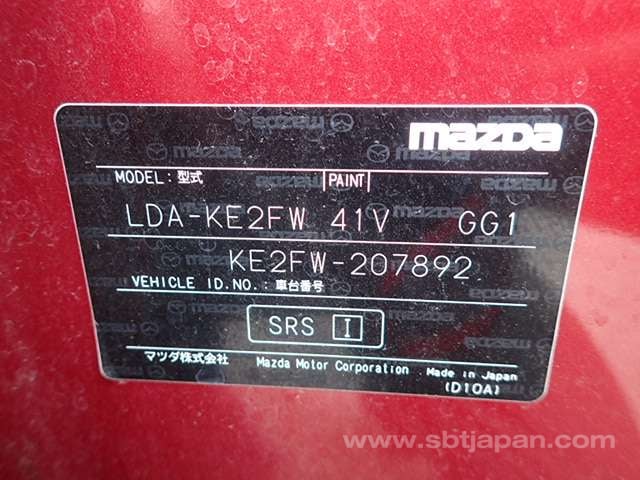 mazda
MODEL: 型式 PAINT
LDA-KE2FW 41V GG1
KE2FW-207892
VEHICLE ID.NO.: 車台番号
SRS I
マツダ株式会社 Mazda Motor Corporation Made in Japan
(D10A)
www.sbtjapan.com